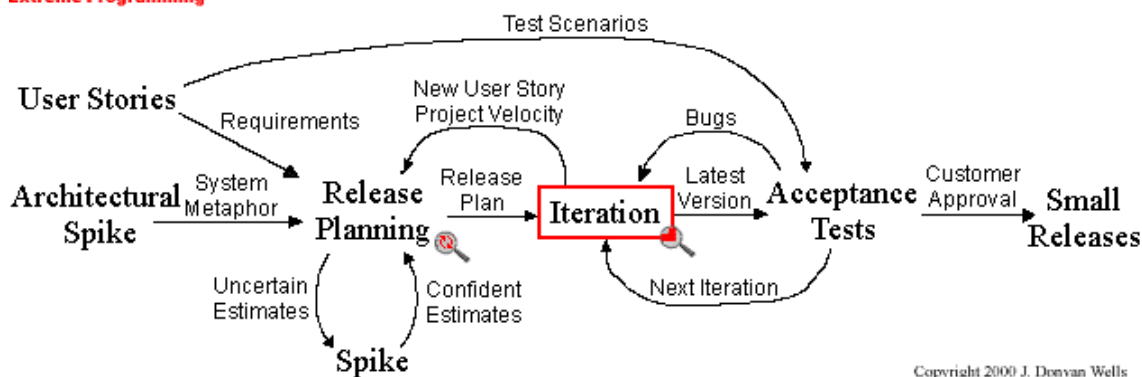 Extreme Programming
Test Scenarios
User Stories
New User Story
Project Velocity
Bugs
Requirements
Architectural
Spike
System
Metaphor
Release
Planning
Release
Plan
Iteration
Latest
Version
Acceptance
Tests
Customer
Approval
Small
Releases
Uncertain
Estimates
Confident
Estimates
Next Iteration
Spike
Copyright 2000 J. Donvan Wells